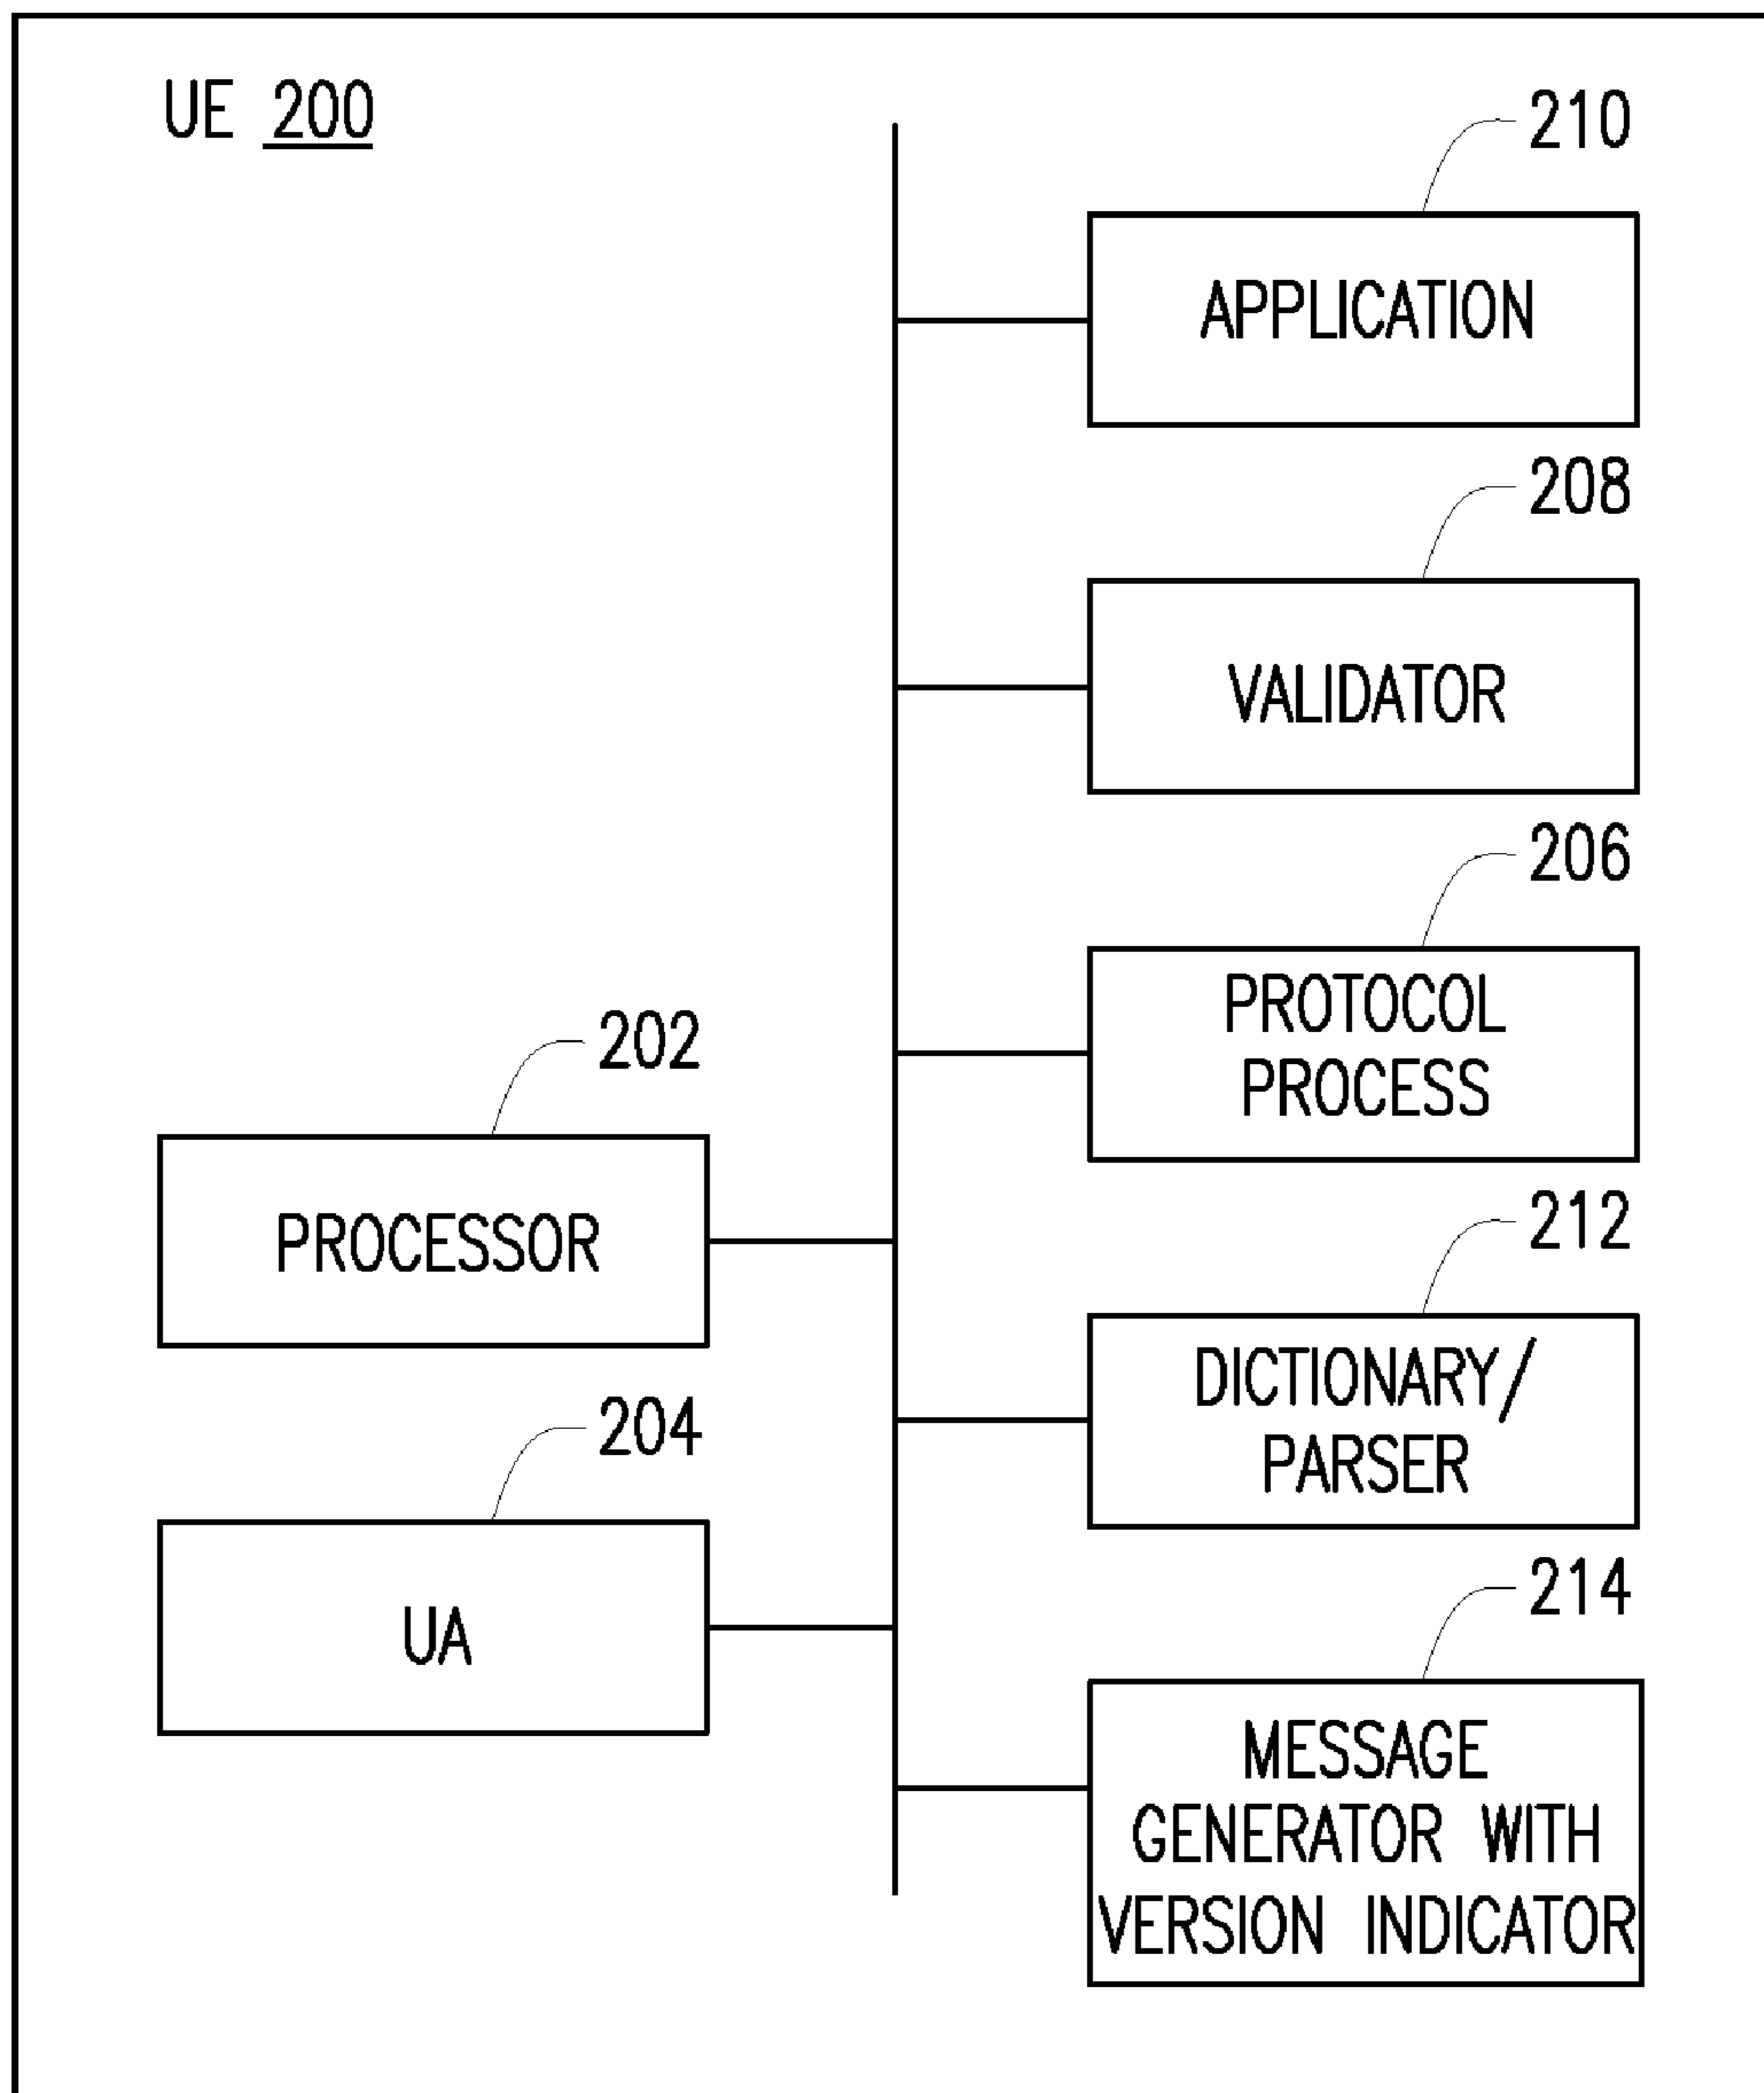 UE 200
210
APPLICATION
208
VALIDATOR
206
PROTOCOL
PROCESS
202
PROCESSOR
212
DICTIONARY/
PARSER
204
UA
214
MESSAGE
GENERATOR WITH
VERSION INDICATOR